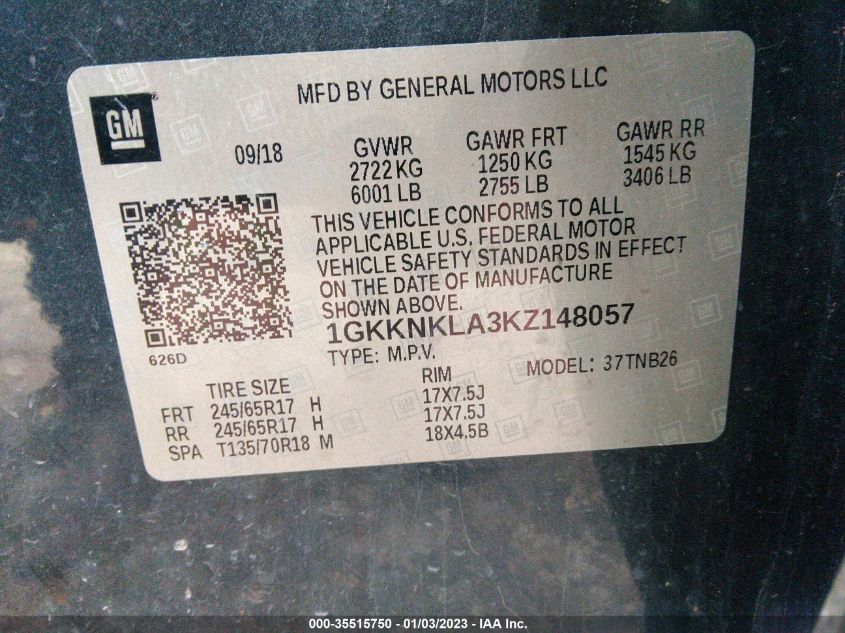 MFD BY GENERAL MOTORS LLC
GM
09/18
GVWR GAWR FRT GAWR RR
2722 KG 1250 KG 1545 KG
6001 LB 2755 LB 3406 LB
THIS VEHICLE CONFORMS TO ALL
APPLICABLE U.S. FEDERAL MOTOR
VEHICLE SAFETY STANDARDS IN EFFECT
ON THE DATE OF MANUFACTURE
SHOWN ABOVE.
1GKKNKLA3KZ148057
626D
TYPE: M.P.V. MODEL: 37TNB26
TIRE SIZE RIM
FRT 245/65R17 H 17X7.5J
RR 245/65R17 H 17X7.5J
SPA T135/70R18 M 18X4.5B
000-35515750 - 01/03/2023 - IAA Inc.